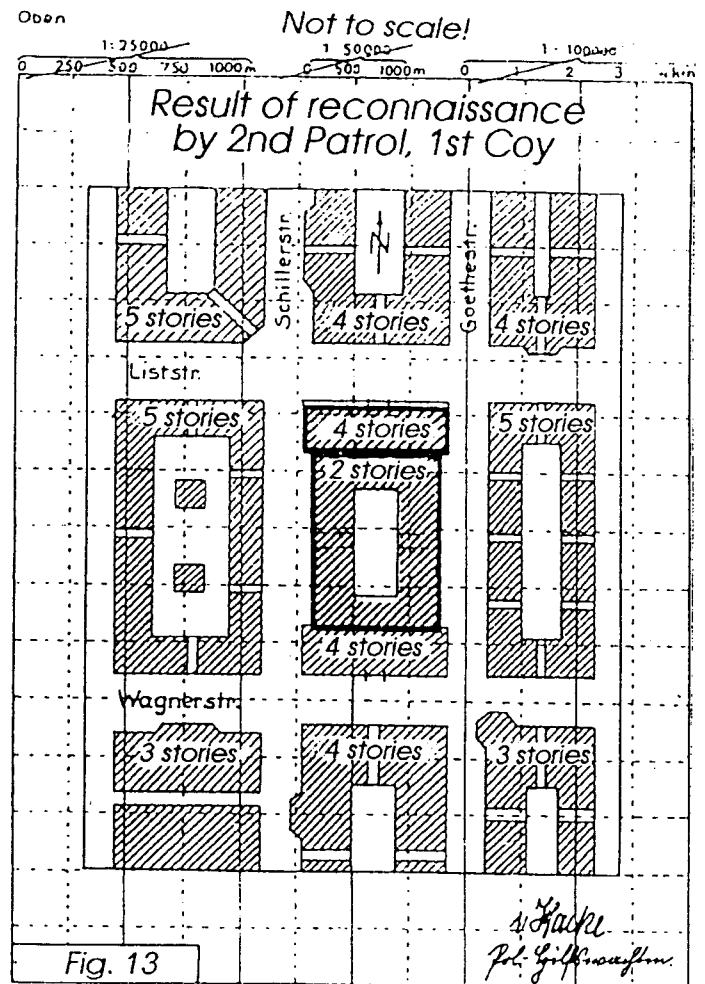 Oben
Not to scale!
1:25000 1:50000 1:100000
0 250 500 750 1000m 0 500 1000m 0 1 2 3 4 km
Result of reconnaissance
by 2nd Patrol, 1st Coy
Schillerstr.
N
Goethestr.
5 stories 4 stories 4 stories
Liststr.
5 stories 4 stories 5 stories
2 stories
4 stories
Wagnerstr.
3 stories 4 stories 3 stories
Fig. 13